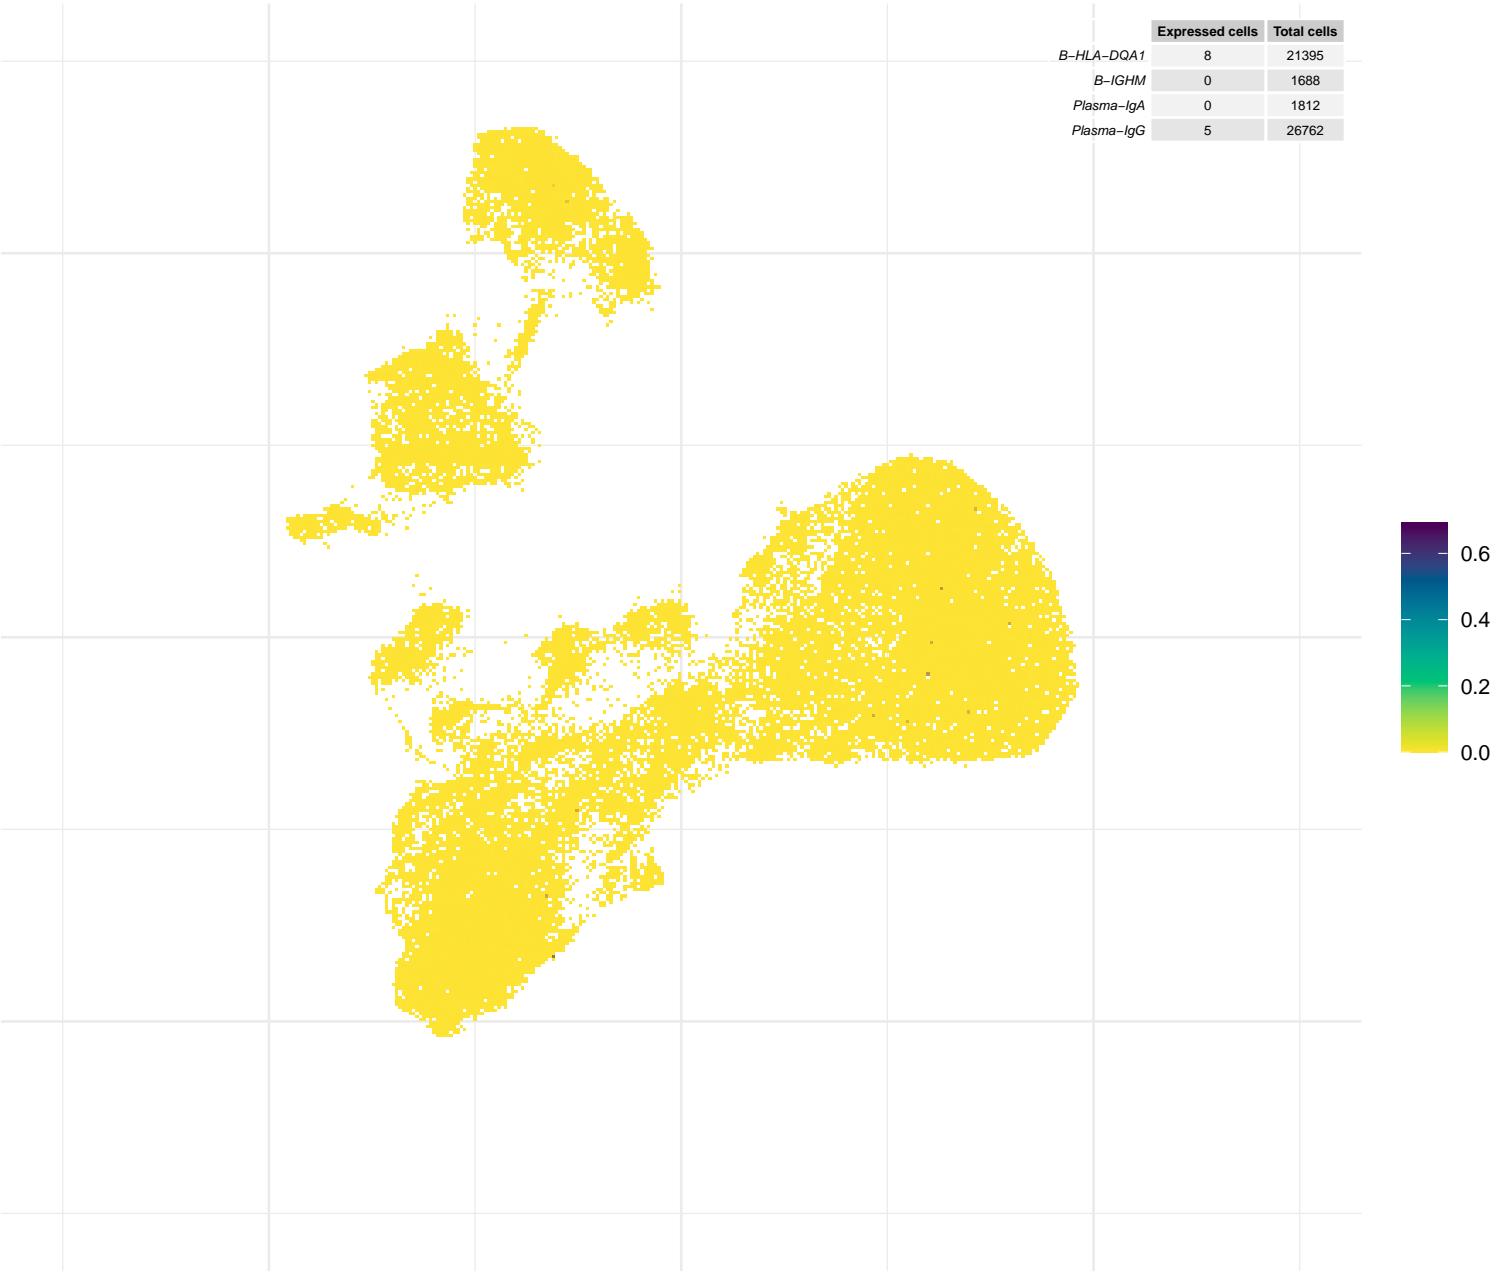 Expressed cells Total cells
B−HLA−DQA1 8 21395
B−IGHM 0 1688
Plasma−IgA 0 1812
Plasma−IgG 5 26762
0.6
0.4
0.2
0.0